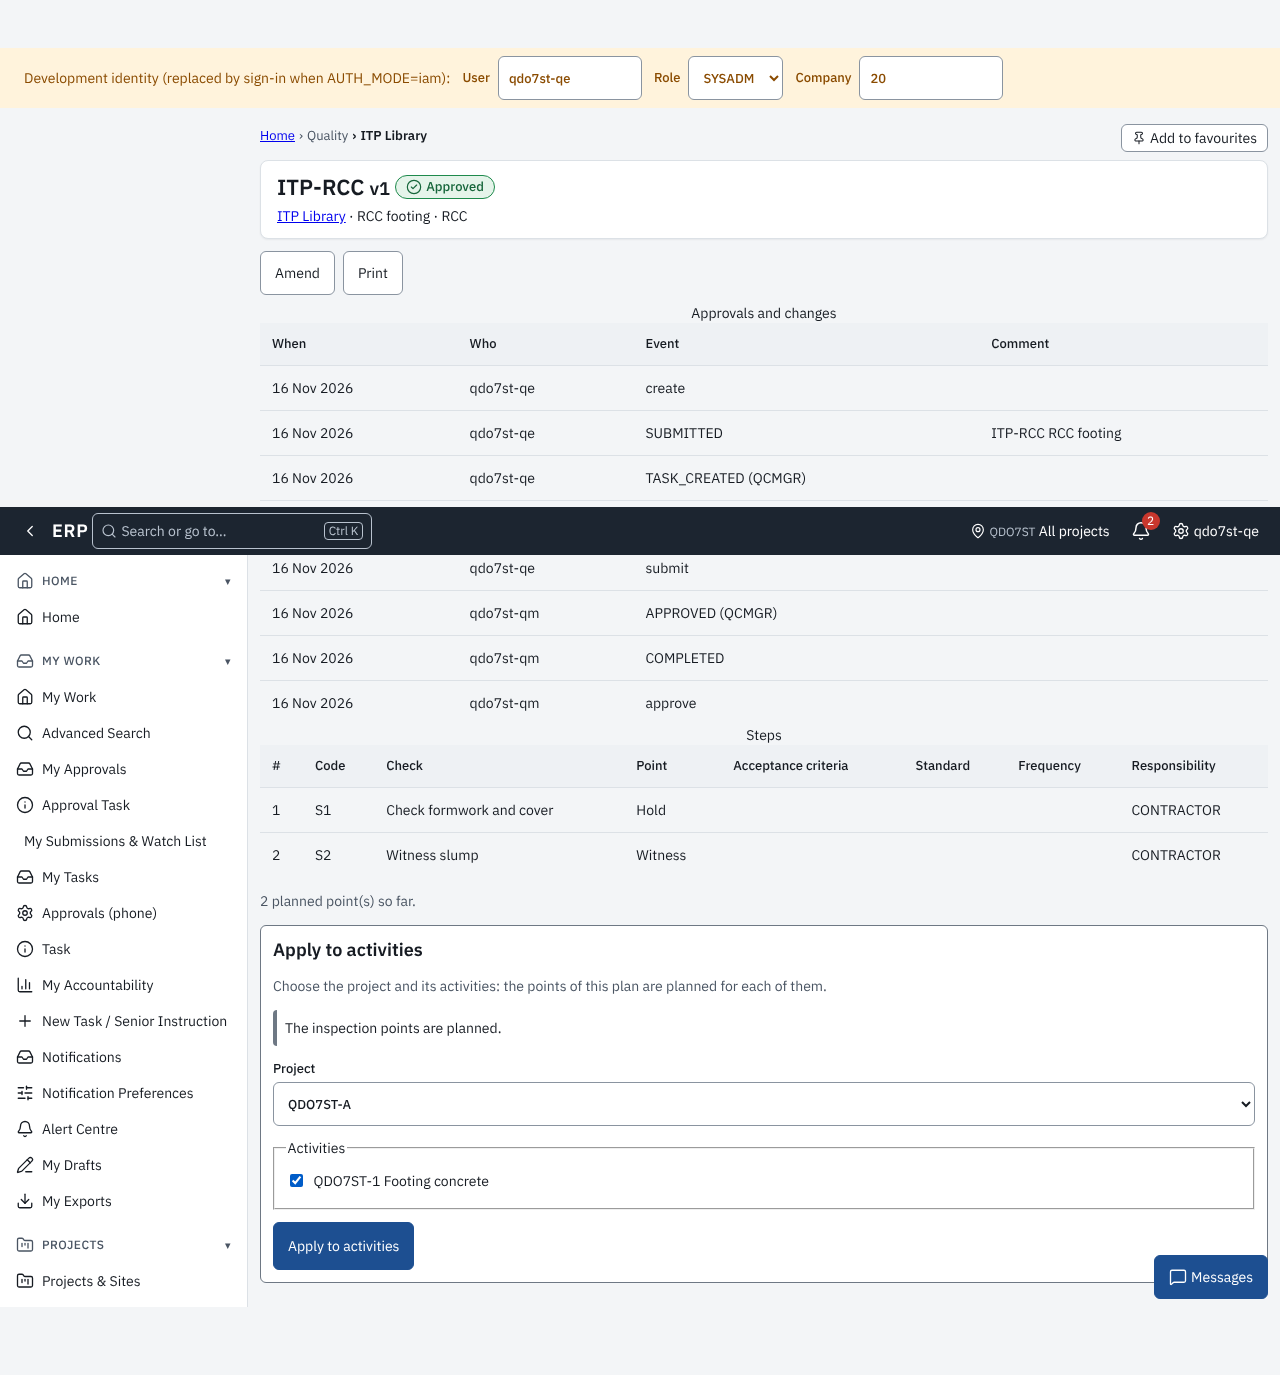 Development identity (replaced by sign-in when AUTH_MODE=iam): User qdo7st-qe Role SYSADM Company 20
Home › Quality › ITP Library
Add to favourites
ITP-RCC v1 Approved
ITP Library · RCC footing · RCC
Amend Print
Approvals and changes
When Who Event Comment
16 Nov 2026 qdo7st-qe create
16 Nov 2026 qdo7st-qe SUBMITTED ITP-RCC RCC footing
16 Nov 2026 qdo7st-qe TASK_CREATED (QCMGR)
ERP Search or go to... Ctrl K QDO7ST All projects 2 qdo7st-qe
16 Nov 2026 qdo7st-qe submit
16 Nov 2026 qdo7st-qm APPROVED (QCMGR)
16 Nov 2026 qdo7st-qm COMPLETED
16 Nov 2026 qdo7st-qm approve
HOME
Home
MY WORK
My Work
Advanced Search
My Approvals
Approval Task
My Submissions & Watch List
My Tasks
Approvals (phone)
Task
My Accountability
New Task / Senior Instruction
Notifications
Notification Preferences
Alert Centre
My Drafts
My Exports
PROJECTS
Projects & Sites
Steps
# Code Check Point Acceptance criteria Standard Frequency Responsibility
1 S1 Check formwork and cover Hold CONTRACTOR
2 S2 Witness slump Witness CONTRACTOR
2 planned point(s) so far.
Apply to activities
Choose the project and its activities: the points of this plan are planned for each of them.
The inspection points are planned.
Project
QDO7ST-A
Activities
QDO7ST-1 Footing concrete
Apply to activities
Messages